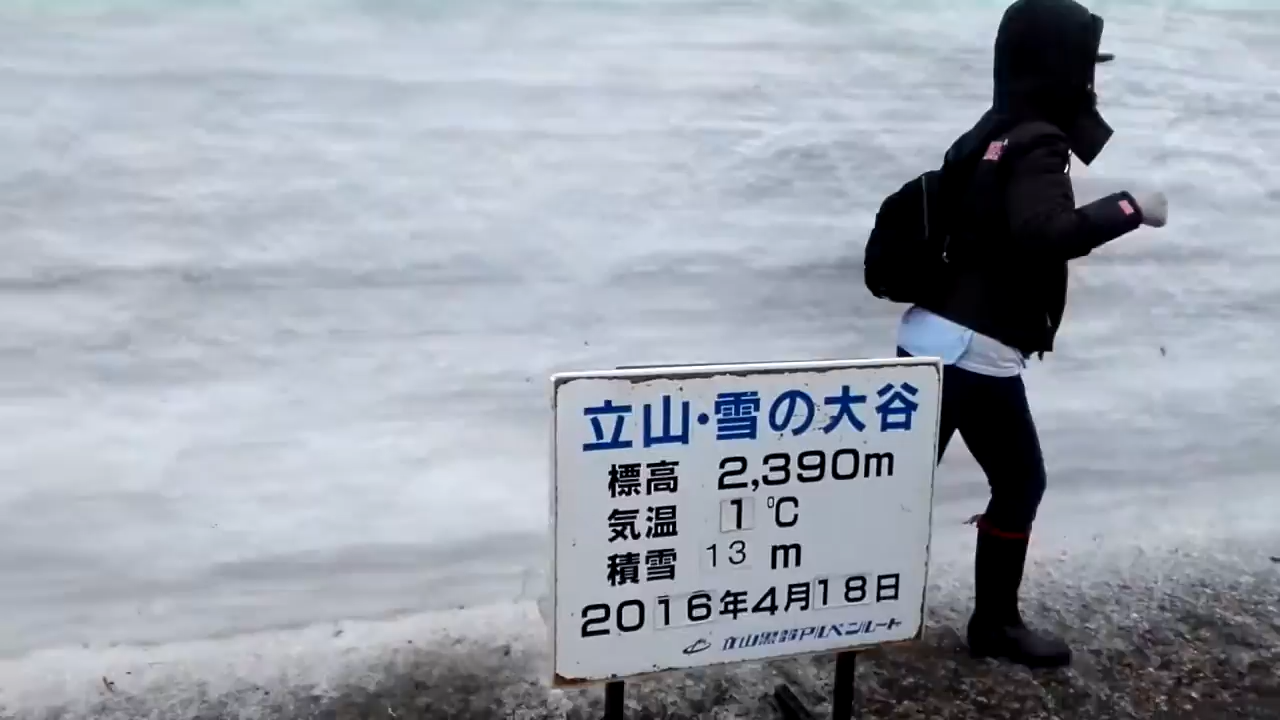 立山・雪の大谷
標高 2,390m
気温 1 ℃
積雪 13 m
2016年4月18日
立山黒部アルペンルート